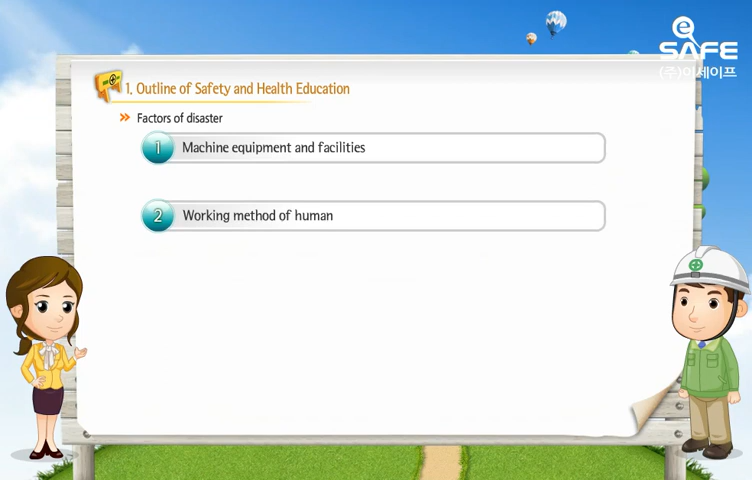 e
SAFE
(주)이세이프
1. Outline of Safety and Health Education
Factors of disaster
1 Machine equipment and facilities
2 Working method of human